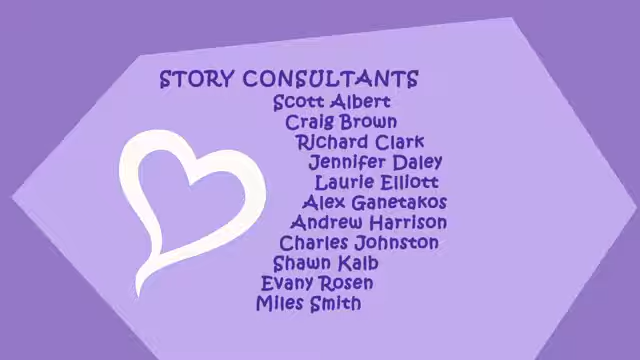 STORY CONSULTANTS
Scott Albert
Craig Brown
Richard Clark
Jennifer Daley
Laurie Elliott
Alex Ganetakos
Andrew Harrison
Charles Johnston
Shawn Kalb
Evany Rosen
Miles Smith